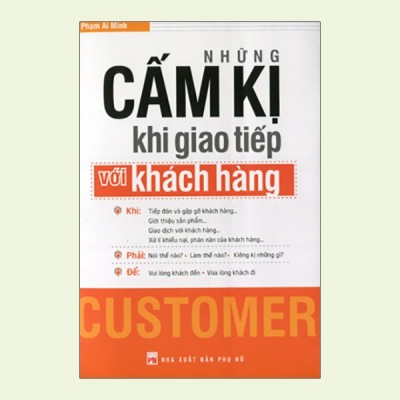 Phạm Ái Minh
NHỮNG
CẤM KỊ
khi giao tiếp
với khách hàng
Khi: Tiếp đón và gặp gỡ khách hàng...
Giới thiệu sản phẩm...
Giao dịch với khách hàng...
Xử lí khiếu nại, phàn nàn của khách hàng...
Phải: Nói thế nào? • Làm thế nào? • Kiêng kị những gì?
Để: Vui lòng khách đến • Vừa lòng khách đi
CUSTOMER
PN
NHÀ XUẤT BẢN PHỤ NỮ